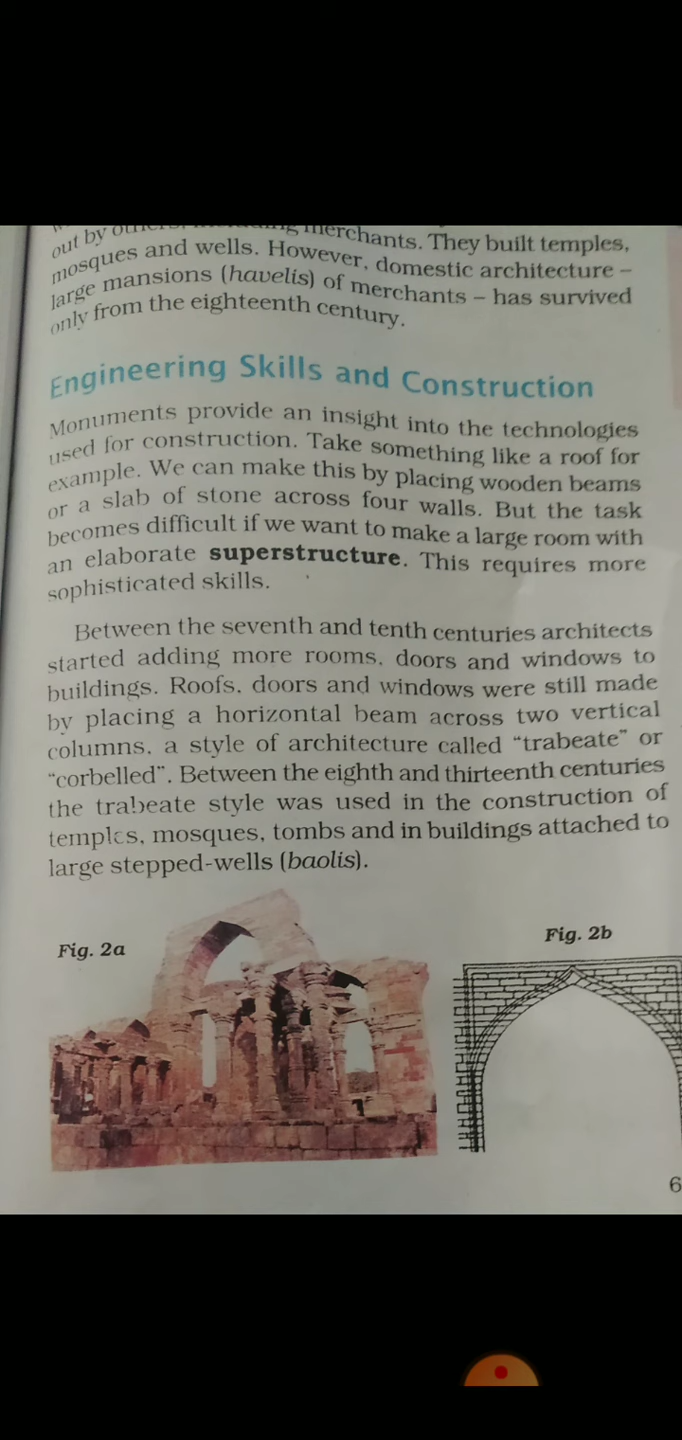 out by others, including merchants. They built temples,
mosques and wells. However, domestic architecture –
large mansions (havelis) of merchants – has survived
only from the eighteenth century.
Engineering Skills and Construction
Monuments provide an insight into the technologies
used for construction. Take something like a roof for
example. We can make this by placing wooden beams
or a slab of stone across four walls. But the task
becomes difficult if we want to make a large room with
an elaborate superstructure. This requires more
sophisticated skills.
Between the seventh and tenth centuries architects
started adding more rooms, doors and windows to
buildings. Roofs, doors and windows were still made
by placing a horizontal beam across two vertical
columns, a style of architecture called “trabeate” or
“corbelled”. Between the eighth and thirteenth centuries
the trabeate style was used in the construction of
temples, mosques, tombs and in buildings attached to
large stepped-wells (baolis).
Fig. 2a
Fig. 2b
6